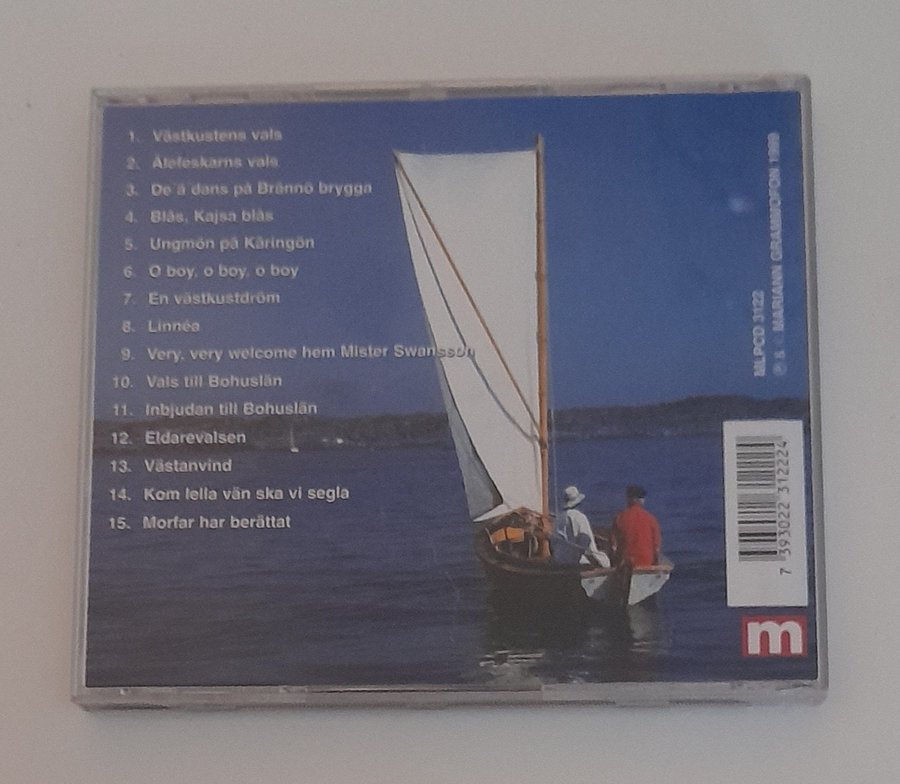 1. Västkustens vals
2. Ålefeskarns vals
3. De å dans på Brännö brygga
4. Blås, Kajsa blås
5. Ungmön på Käringön
6. O boy, o boy, o boy
7. En västkustdröm
8. Linnéa
9. Very, very welcome hem Mister Swansson
10. Vals till Bohuslän
11. Inbjudan till Bohuslän
12. Eldarevalsen
13. Västanvind
14. Kom lella vän ska vi segla
15. Morfar har berättat
MLPCD 3122
℗ & © MARIANN GRAMMOFON 1999
7 393022 312224
m